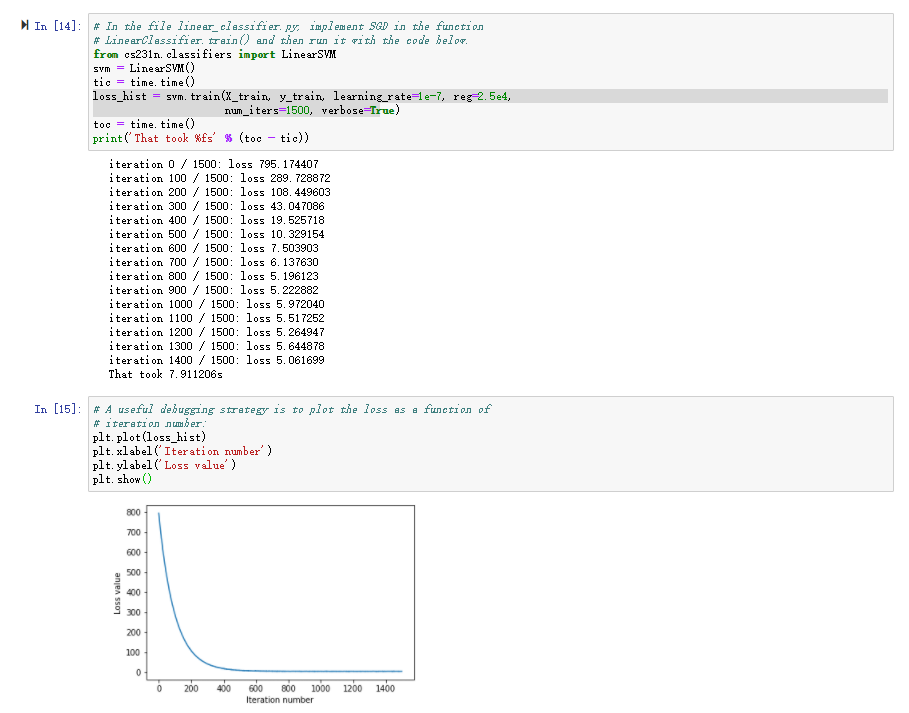 In [14]: # In the file linear_classifier.py, implement SGD in the function
# LinearClassifier.train() and then run it with the code below.
from cs231n.classifiers import LinearSVM
svm = LinearSVM()
tic = time.time()
loss_hist = svm.train(X_train, y_train, learning_rate=1e-7, reg=2.5e4,
num_iters=1500, verbose=True)
toc = time.time()
print('That took %fs' % (toc - tic))
iteration 0 / 1500: loss 795.174407
iteration 100 / 1500: loss 289.728872
iteration 200 / 1500: loss 108.449603
iteration 300 / 1500: loss 43.047086
iteration 400 / 1500: loss 19.525718
iteration 500 / 1500: loss 10.329154
iteration 600 / 1500: loss 7.503903
iteration 700 / 1500: loss 6.137630
iteration 800 / 1500: loss 5.196123
iteration 900 / 1500: loss 5.222882
iteration 1000 / 1500: loss 5.972040
iteration 1100 / 1500: loss 5.517252
iteration 1200 / 1500: loss 5.264947
iteration 1300 / 1500: loss 5.644878
iteration 1400 / 1500: loss 5.061699
That took 7.911206s
In [15]: # A useful debugging strategy is to plot the loss as a function of
# iteration number:
plt.plot(loss_hist)
plt.xlabel('Iteration number')
plt.ylabel('Loss value')
plt.show()
800
700
600
500
400
300
200
100
0
Loss value
0 200 400 600 800 1000 1200 1400
Iteration number